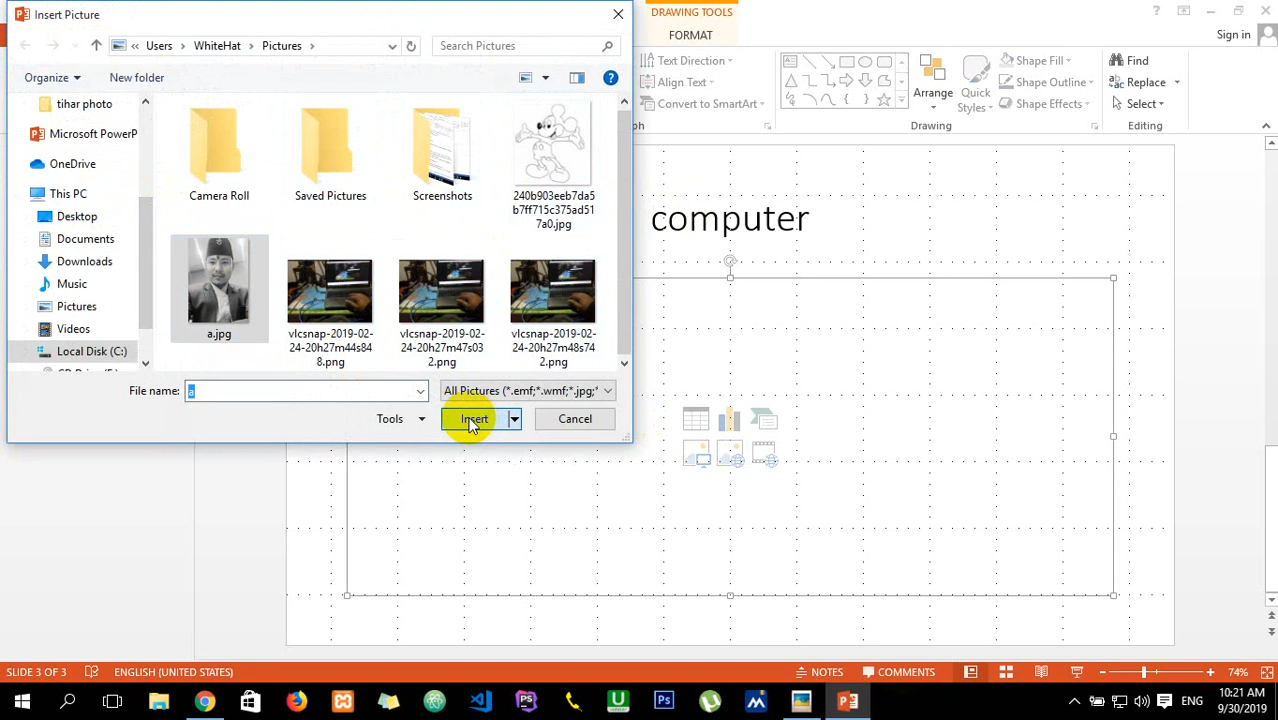 Insert Picture
DRAWING TOOLS
FORMAT
Sign in
Users
WhiteHat
Pictures
Search Pictures
Organize
New folder
Text Direction
Align Text
Convert to SmartArt
Arrange
Quick
Styles
Shape Fill
Shape Outline
Shape Effects
Find
Replace
Select
ph
Drawing
Editing
tihar photo
Microsoft PowerP
OneDrive
This PC
Desktop
Documents
Downloads
Music
Pictures
Videos
Local Disk (C:)
Camera Roll
Saved Pictures
Screenshots
240b903eeb7da5
b7ff715c375ad51
7a0.jpg
a.jpg
vlcsnap-2019-02-
24-20h27m44s84
8.png
vlcsnap-2019-02-
24-20h27m47s03
2.png
vlcsnap-2019-02-
24-20h27m48s74
2.png
File name:
a
All Pictures (*.emf;*.wmf;*.jpg;*
Tools
Insert
Cancel
computer
SLIDE 3 OF 3
ENGLISH (UNITED STATES)
NOTES
COMMENTS
74%
ENG
10:21 AM
9/30/2019